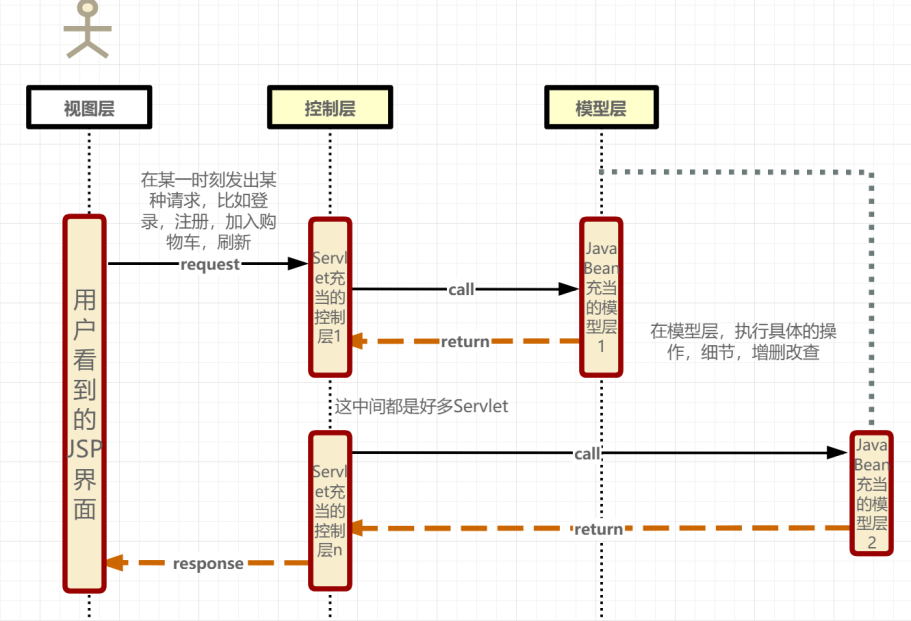 视图层
控制层
模型层
在某一时刻发出某
种请求，比如登
录，注册，加入购
物车，刷新
request
用
户
看
到
的
JSP
界
面
Servl
et充
当的
控制
层1
call
return
Java
Bean
充当
的模
型层
1
在模型层，执行具体的操
作，细节，增删改查
这中间都是好多Servlet
Servl
et充
当的
控制
层n
call
return
response
Java
Bean
充当
的模
型层
2